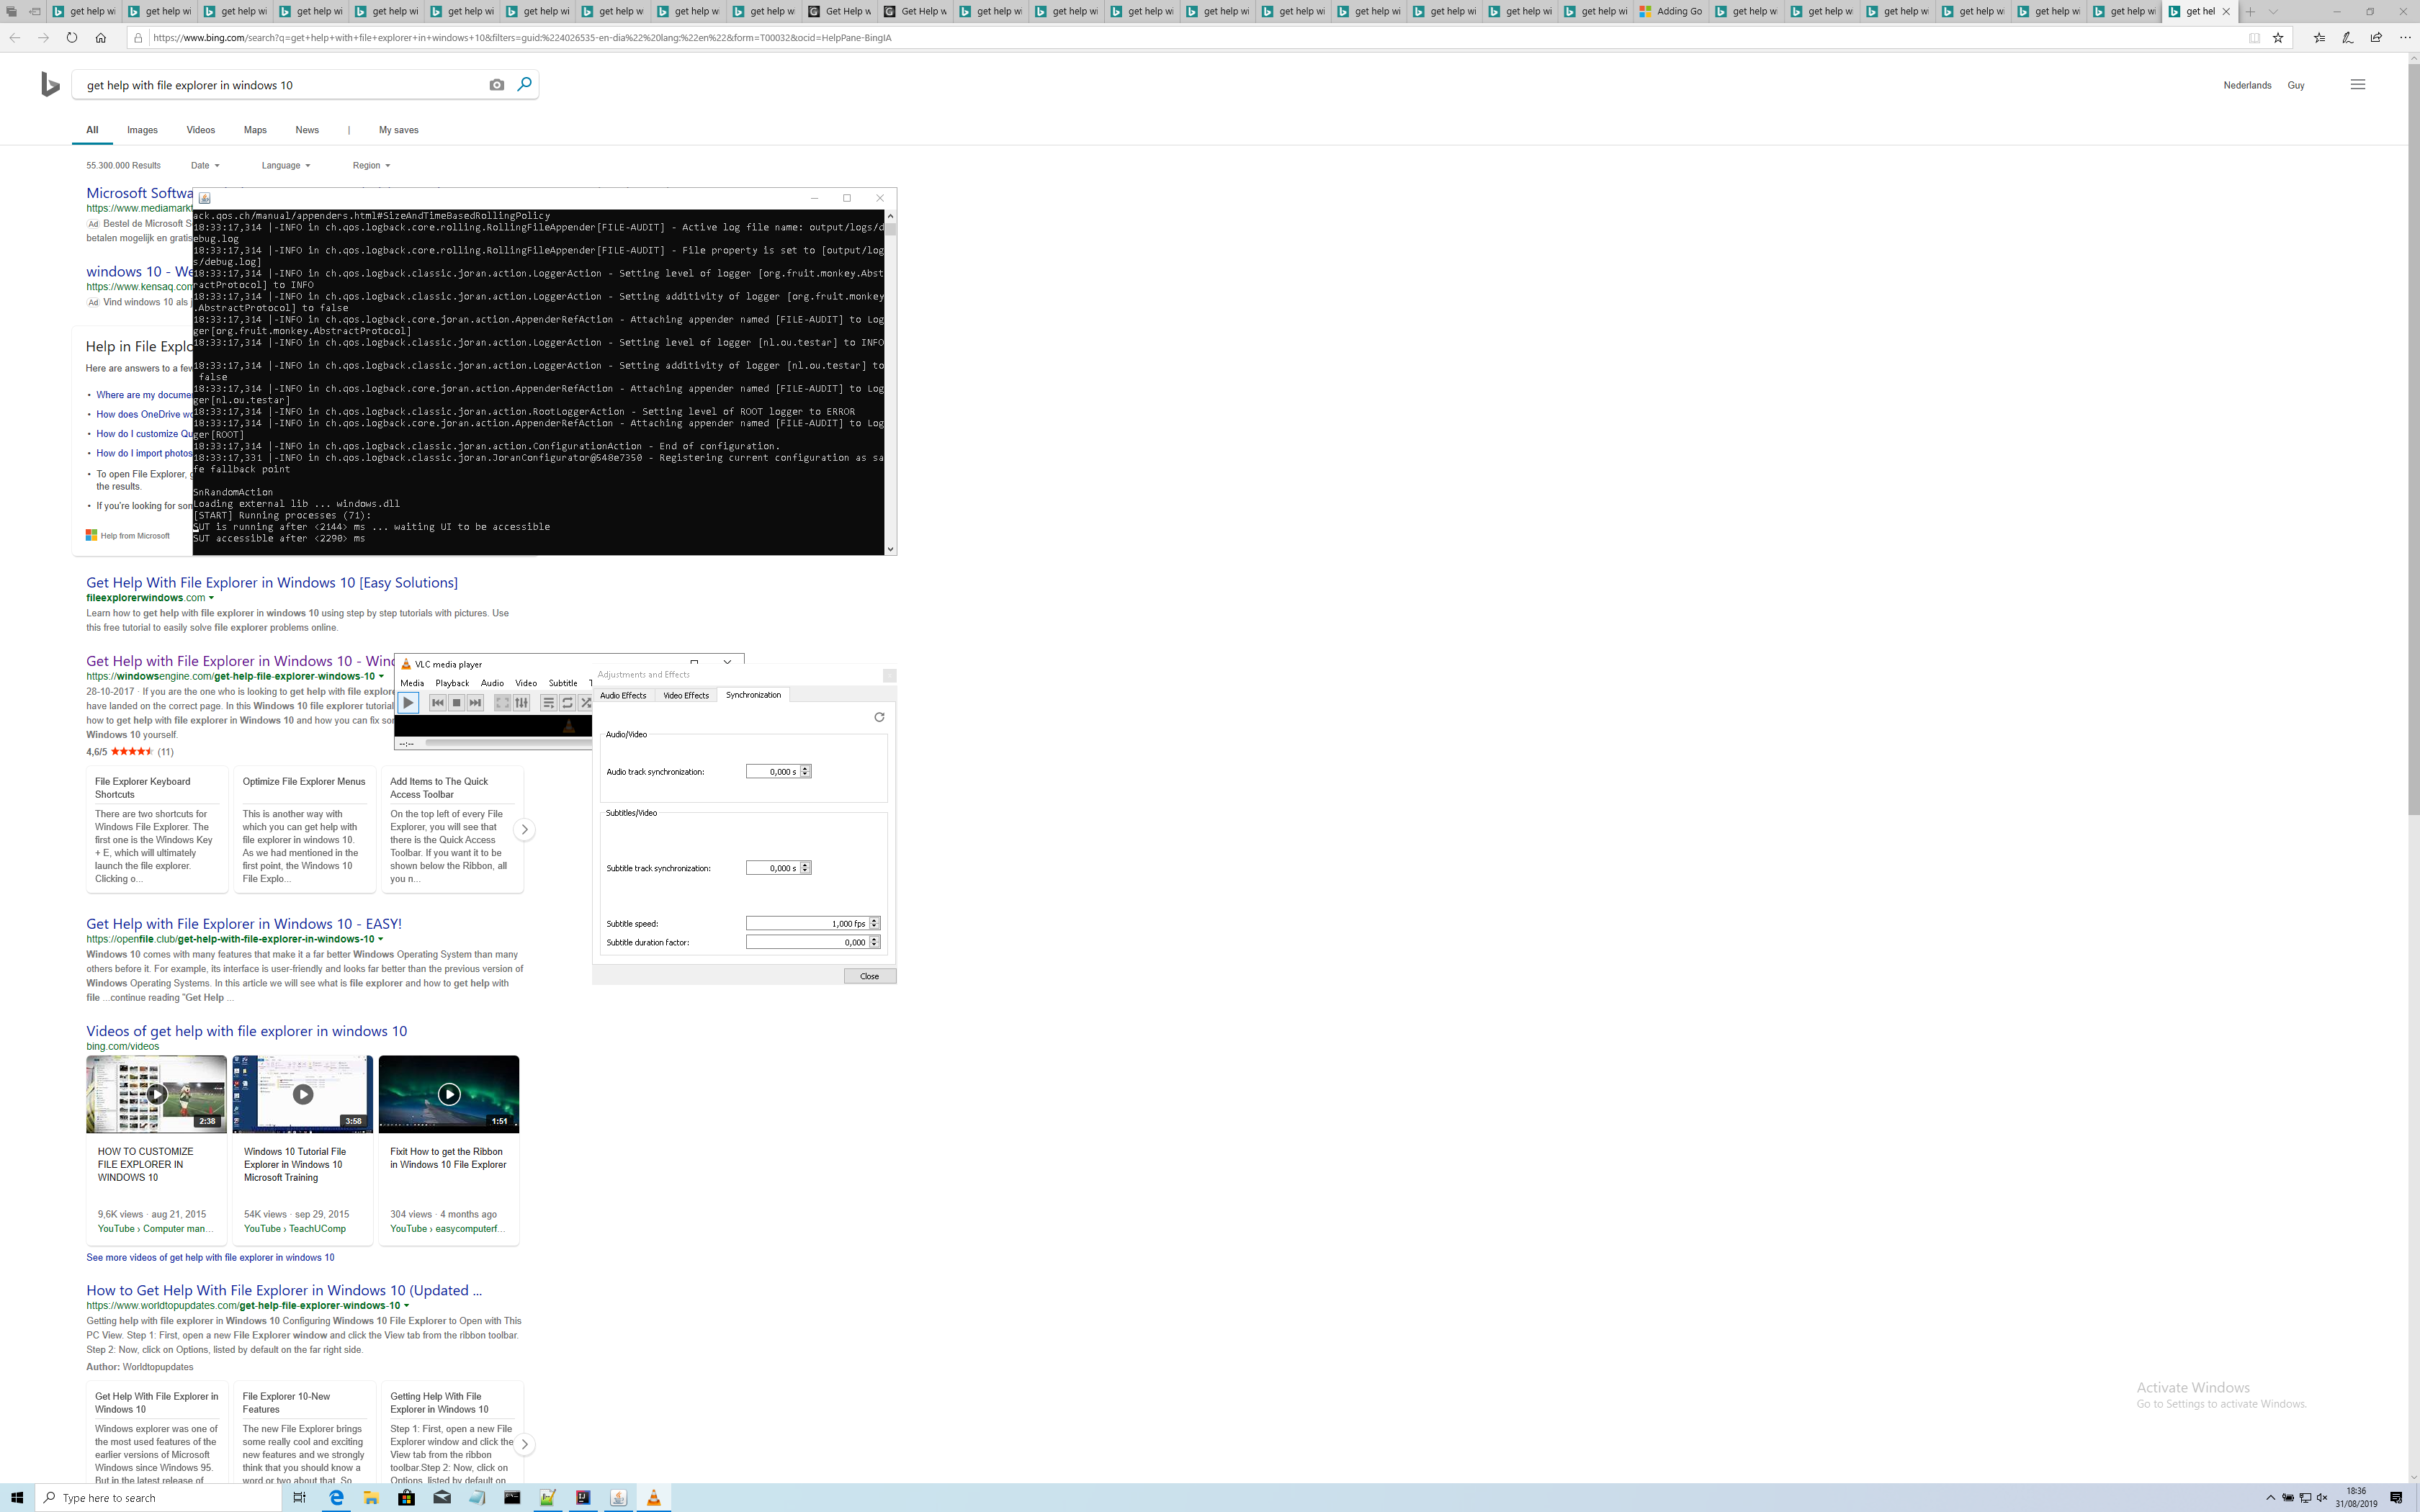 get help wi get help wi get help wi get help wi get help wi get help wi get help wi get help w get help w get help w Get Help w Get Help w get help wi get help wi get help wi get help wi get help wi get help wi get help wi get help wi get help wi Adding Go get help w get help w get help wi get help wi get help wi get help wi get hel
https://www.bing.com/search?q=get+help+with+file+explorer+in+windows+10&filters=guid:%224026535-en-dia%22%20lang:%22en%22&form=T00032&ocid=HelpPane-BingIA
get help with file explorer in windows 10
Nederlands Guy
All Images Videos Maps News | My saves
55.300.000 Results Date Language Region
Microsoft Softwa
https://www.mediamarkt
Ad Bestel de Microsoft S
betalen mogelijk en gratis
windows 10 - We
https://www.kensaq.com
Ad Vind windows 10 als j
Help in File Explo
Here are answers to a few
• Where are my documen
• How does OneDrive wo
• How do I customize Qu
• How do I import photos
• To open File Explorer, g
the results.
• If you're looking for son
Help from Microsoft
ack.qos.ch/manual/appenders.html#SizeAndTimeBasedRollingPolicy
18:33:17,314 |-INFO in ch.qos.logback.core.rolling.RollingFileAppender[FILE-AUDIT] - Active log file name: output/logs/d
ebug.log
18:33:17,314 |-INFO in ch.qos.logback.core.rolling.RollingFileAppender[FILE-AUDIT] - File property is set to [output/log
s/debug.log]
18:33:17,314 |-INFO in ch.qos.logback.classic.joran.action.LoggerAction - Setting level of logger [org.fruit.monkey.Abst
ractProtocol] to INFO
18:33:17,314 |-INFO in ch.qos.logback.classic.joran.action.LoggerAction - Setting additivity of logger [org.fruit.monkey
.AbstractProtocol] to false
18:33:17,314 |-INFO in ch.qos.logback.core.joran.action.AppenderRefAction - Attaching appender named [FILE-AUDIT] to Log
ger[org.fruit.monkey.AbstractProtocol]
18:33:17,314 |-INFO in ch.qos.logback.classic.joran.action.LoggerAction - Setting level of logger [nl.ou.testar] to INFO
18:33:17,314 |-INFO in ch.qos.logback.classic.joran.action.LoggerAction - Setting additivity of logger [nl.ou.testar] to
false
18:33:17,314 |-INFO in ch.qos.logback.core.joran.action.AppenderRefAction - Attaching appender named [FILE-AUDIT] to Log
ger[nl.ou.testar]
18:33:17,314 |-INFO in ch.qos.logback.classic.joran.action.RootLoggerAction - Setting level of ROOT logger to ERROR
18:33:17,314 |-INFO in ch.qos.logback.core.joran.action.AppenderRefAction - Attaching appender named [FILE-AUDIT] to Log
ger[ROOT]
18:33:17,314 |-INFO in ch.qos.logback.classic.joran.action.ConfigurationAction - End of configuration.
18:33:17,331 |-INFO in ch.qos.logback.classic.joran.JoranConfigurator@548e7350 - Registering current configuration as sa
fe fallback point
SnRandomAction
Loading external lib ... windows.dll
[START] Running processes (71):
SUT is running after <2144> ms ... waiting UI to be accessible
SUT accessible after <2290> ms
Get Help With File Explorer in Windows 10 [Easy Solutions]
fileexplorerwindows.com
Learn how to get help with file explorer in windows 10 using step by step tutorials with pictures. Use
this free tutorial to easily solve file explorer problems online.
Get Help with File Explorer in Windows 10 - Wind
https://windowsengine.com/get-help-file-explorer-windows-10
28-10-2017 · If you are the one who is looking to get help with file explore
have landed on the correct page. In this Windows 10 file explorer tutorial
how to get help with file explorer in Windows 10 and how you can fix som
Windows 10 yourself.
4,6/5 (11)
VLC media player
Media Playback Audio Video Subtitle T
--:--
Adjustments and Effects
Audio Effects Video Effects Synchronization
Audio/Video
Audio track synchronization: 0,000 s
Subtitles/Video
Subtitle track synchronization: 0,000 s
Subtitle speed: 1,000 fps
Subtitle duration factor: 0,000
Close
File Explorer Keyboard
Shortcuts
There are two shortcuts for
Windows File Explorer. The
first one is the Windows Key
+ E, which will ultimately
launch the file explorer.
Clicking o...
Optimize File Explorer Menus
This is another way with
which you can get help with
file explorer in windows 10.
As we had mentioned in the
first point, the Windows 10
File Explo...
Add Items to The Quick
Access Toolbar
On the top left of every File
Explorer, you will see that
there is the Quick Access
Toolbar. If you want it to be
shown below the Ribbon, all
you n...
Get Help with File Explorer in Windows 10 - EASY!
https://openfile.club/get-help-with-file-explorer-in-windows-10
Windows 10 comes with many features that make it a far better Windows Operating System than many
others before it. For example, its interface is user-friendly and looks far better than the previous version of
Windows Operating Systems. In this article we will see what is file explorer and how to get help with
file ...continue reading "Get Help ...
Videos of get help with file explorer in windows 10
bing.com/videos
2:38 3:58 1:51
HOW TO CUSTOMIZE
FILE EXPLORER IN
WINDOWS 10
9,6K views · aug 21, 2015
YouTube › Computer man...
Windows 10 Tutorial File
Explorer in Windows 10
Microsoft Training
54K views · sep 29, 2015
YouTube › TeachUComp
Fixit How to get the Ribbon
in Windows 10 File Explorer
304 views · 4 months ago
YouTube › easycomputerf...
See more videos of get help with file explorer in windows 10
How to Get Help With File Explorer in Windows 10 (Updated ...
https://www.worldtopupdates.com/get-help-file-explorer-windows-10
Getting help with file explorer in Windows 10 Configuring Windows 10 File Explorer to Open with This
PC View. Step 1: First, open a new File Explorer window and click the View tab from the ribbon toolbar.
Step 2: Now, click on Options, listed by default on the far right side.
Author: Worldtopupdates
Get Help With File Explorer in
Windows 10
Windows explorer was one of
the most used features of the
earlier versions of Microsoft
Windows since Windows 95.
But in the latest release of
File Explorer 10-New
Features
The new File Explorer brings
some really cool and exciting
new features and we strongly
think that you should know a
word or two about that. So
Getting Help With File
Explorer in Windows 10
Step 1: First, open a new File
Explorer window and click the
View tab from the ribbon
toolbar.Step 2: Now, click on
Options, listed by default on
Activate Windows
Go to Settings to activate Windows.
Type here to search
18:36
31/08/2019